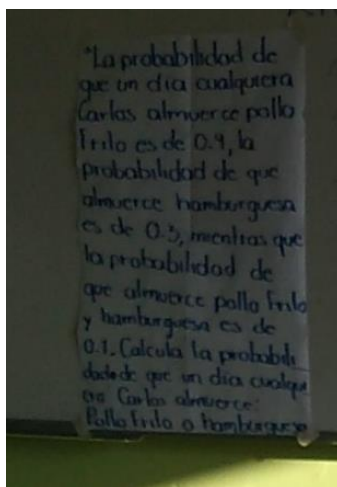 "La probabilidad de
que un día cualquiera
Carlos almuerce pollo
frito es de 0.4, la
probabilidad de que
almuerce hamburguesa
es de 0.3, mientras que
la probabilidad de
que almuerce pollo frito
y hamburguesa es de
0.1. Calcula la probabili
dad de que un día cualqu
era Carlos almuerce:
Pollo frito o hamburguesa